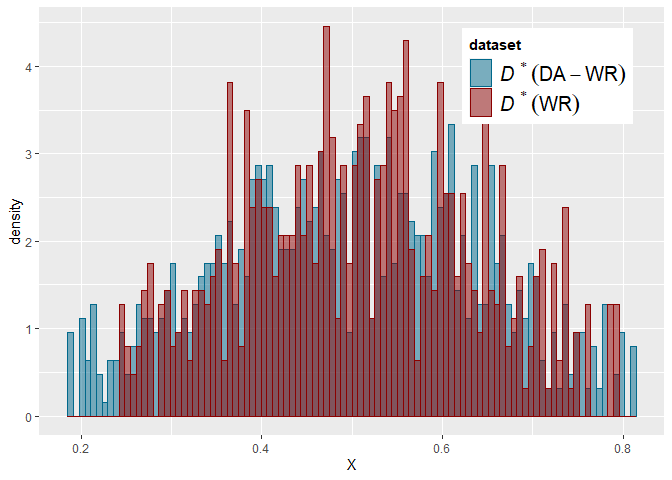 dataset
D * (DA − WR)
D * (WR)
4
3
2
1
0
density
0.2 0.4 0.6 0.8
X